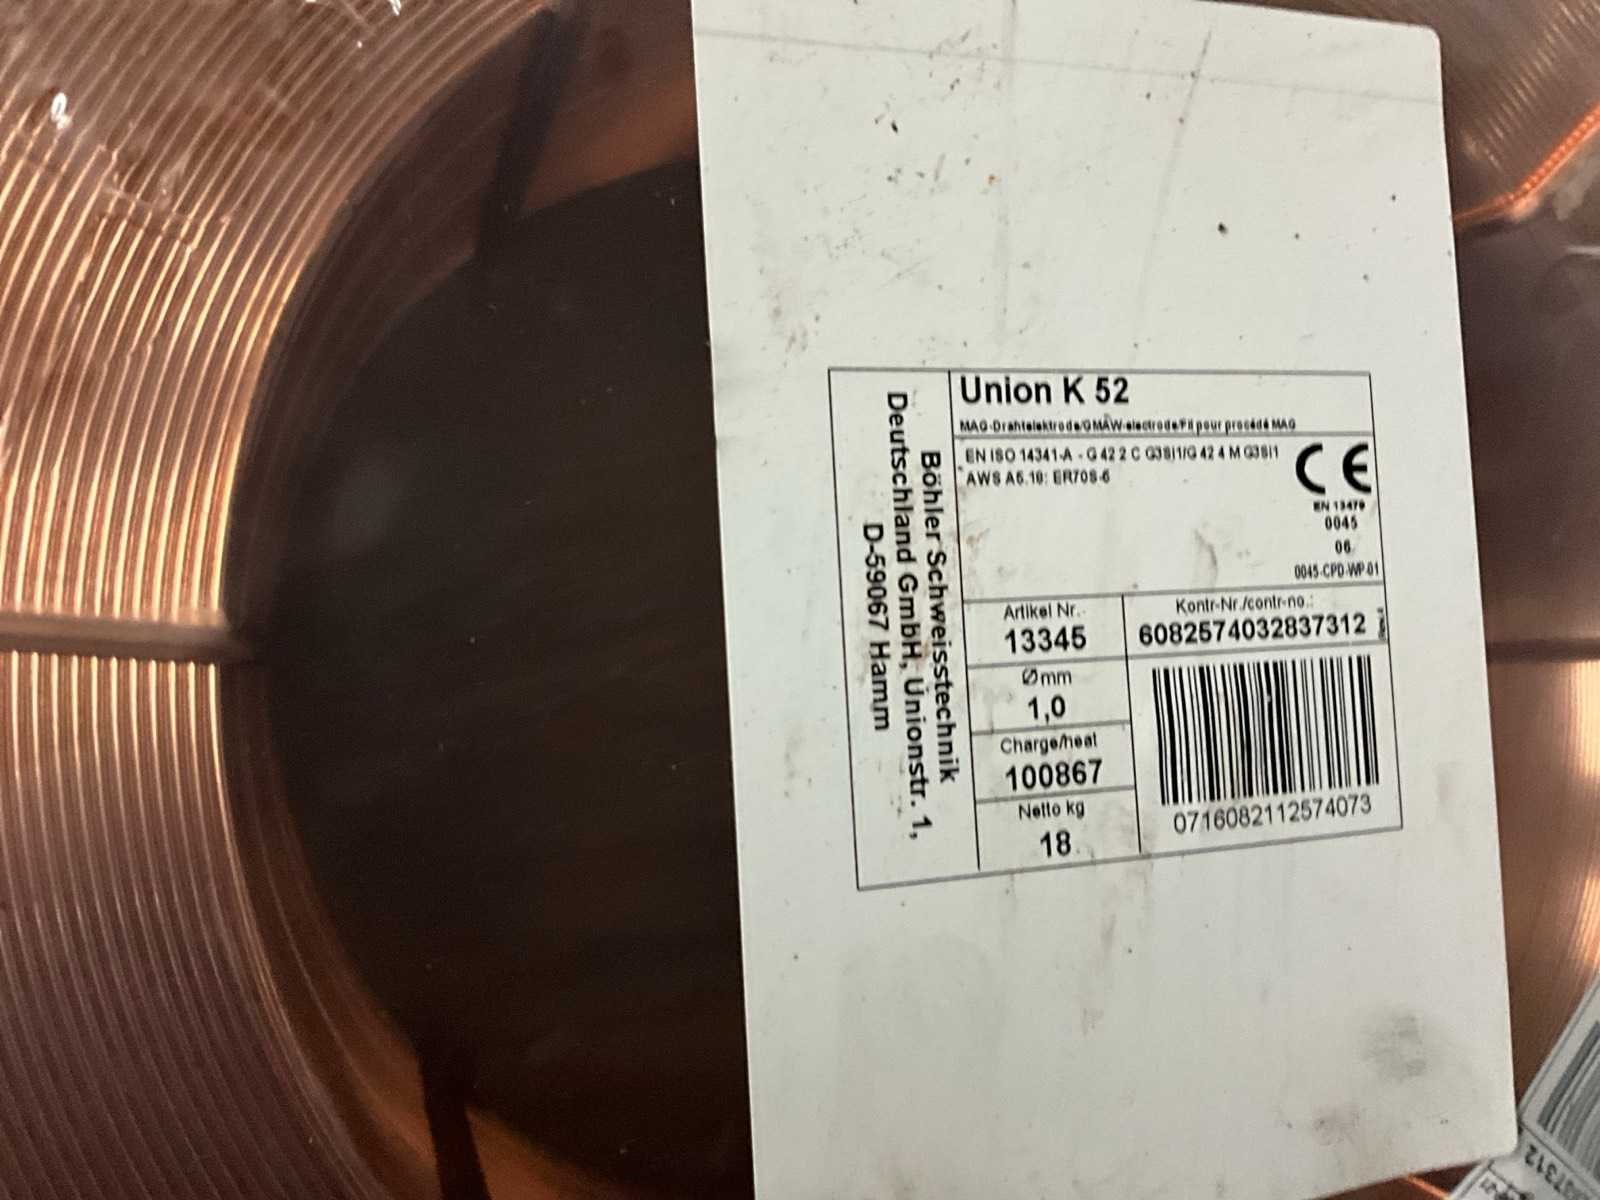 Union K 52
MAG-Drahtelektrode/GMAW-electrode/Fil pour procédé MAG
EN ISO 14341-A - G 42 2 C G3Si1/G 42 4 M G3Si1
AWS A5.18: ER70S-6
CE
EN 13479
0045
06
0045-CPD-WP-01
Artikel Nr.
13345
Kontr-Nr./contr-no.:
6082574032837312
Ømm
1,0
Charge/heat
100867
Netto kg
18
0716082112574073
Böhler Schweisstechnik
Deutschland GmbH, Unionstr. 1,
D-59067 Hamm
37312